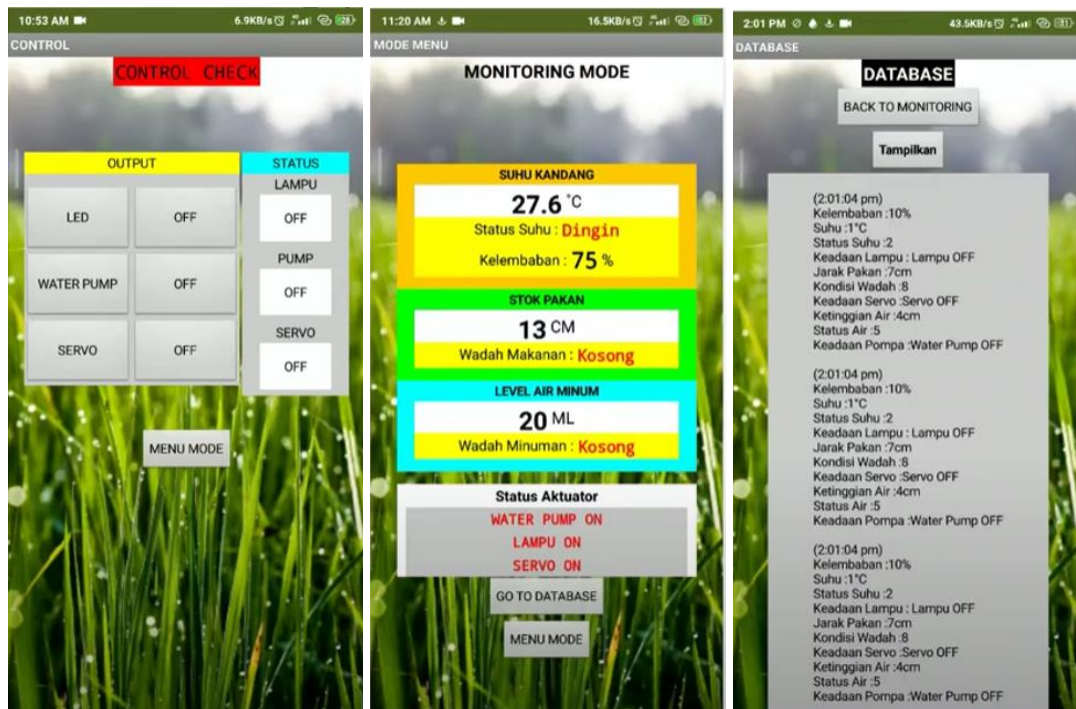 10:53 AM 6.9KB/s 28
CONTROL
CONTROL CHECK
OUTPUT STATUS
LAMPU
LED OFF OFF
PUMP
WATER PUMP OFF OFF
SERVO
SERVO OFF OFF
MENU MODE
11:20 AM 16.5KB/s
MODE MENU
MONITORING MODE
SUHU KANDANG
27.6 °C
Status Suhu : Dingin
Kelembaban : 75 %
STOK PAKAN
13 CM
Wadah Makanan : Kosong
LEVEL AIR MINUM
20 ML
Wadah Minuman : Kosong
Status Aktuator
WATER PUMP ON
LAMPU ON
SERVO ON
GO TO DATABASE
MENU MODE
2:01 PM 43.5KB/s
DATABASE
DATABASE
BACK TO MONITORING
Tampilkan
(2:01:04 pm)
Kelembaban :10%
Suhu :1°C
Status Suhu :2
Keadaan Lampu : Lampu OFF
Jarak Pakan :7cm
Kondisi Wadah :8
Keadaan Servo :Servo OFF
Ketinggian Air :4cm
Status Air :5
Keadaan Pompa :Water Pump OFF
(2:01:04 pm)
Kelembaban :10%
Suhu :1°C
Status Suhu :2
Keadaan Lampu : Lampu OFF
Jarak Pakan :7cm
Kondisi Wadah :8
Keadaan Servo :Servo OFF
Ketinggian Air :4cm
Status Air :5
Keadaan Pompa :Water Pump OFF
(2:01:04 pm)
Kelembaban :10%
Suhu :1°C
Status Suhu :2
Keadaan Lampu : Lampu OFF
Jarak Pakan :7cm
Kondisi Wadah :8
Keadaan Servo :Servo OFF
Ketinggian Air :4cm
Status Air :5
Keadaan Pompa :Water Pump OFF